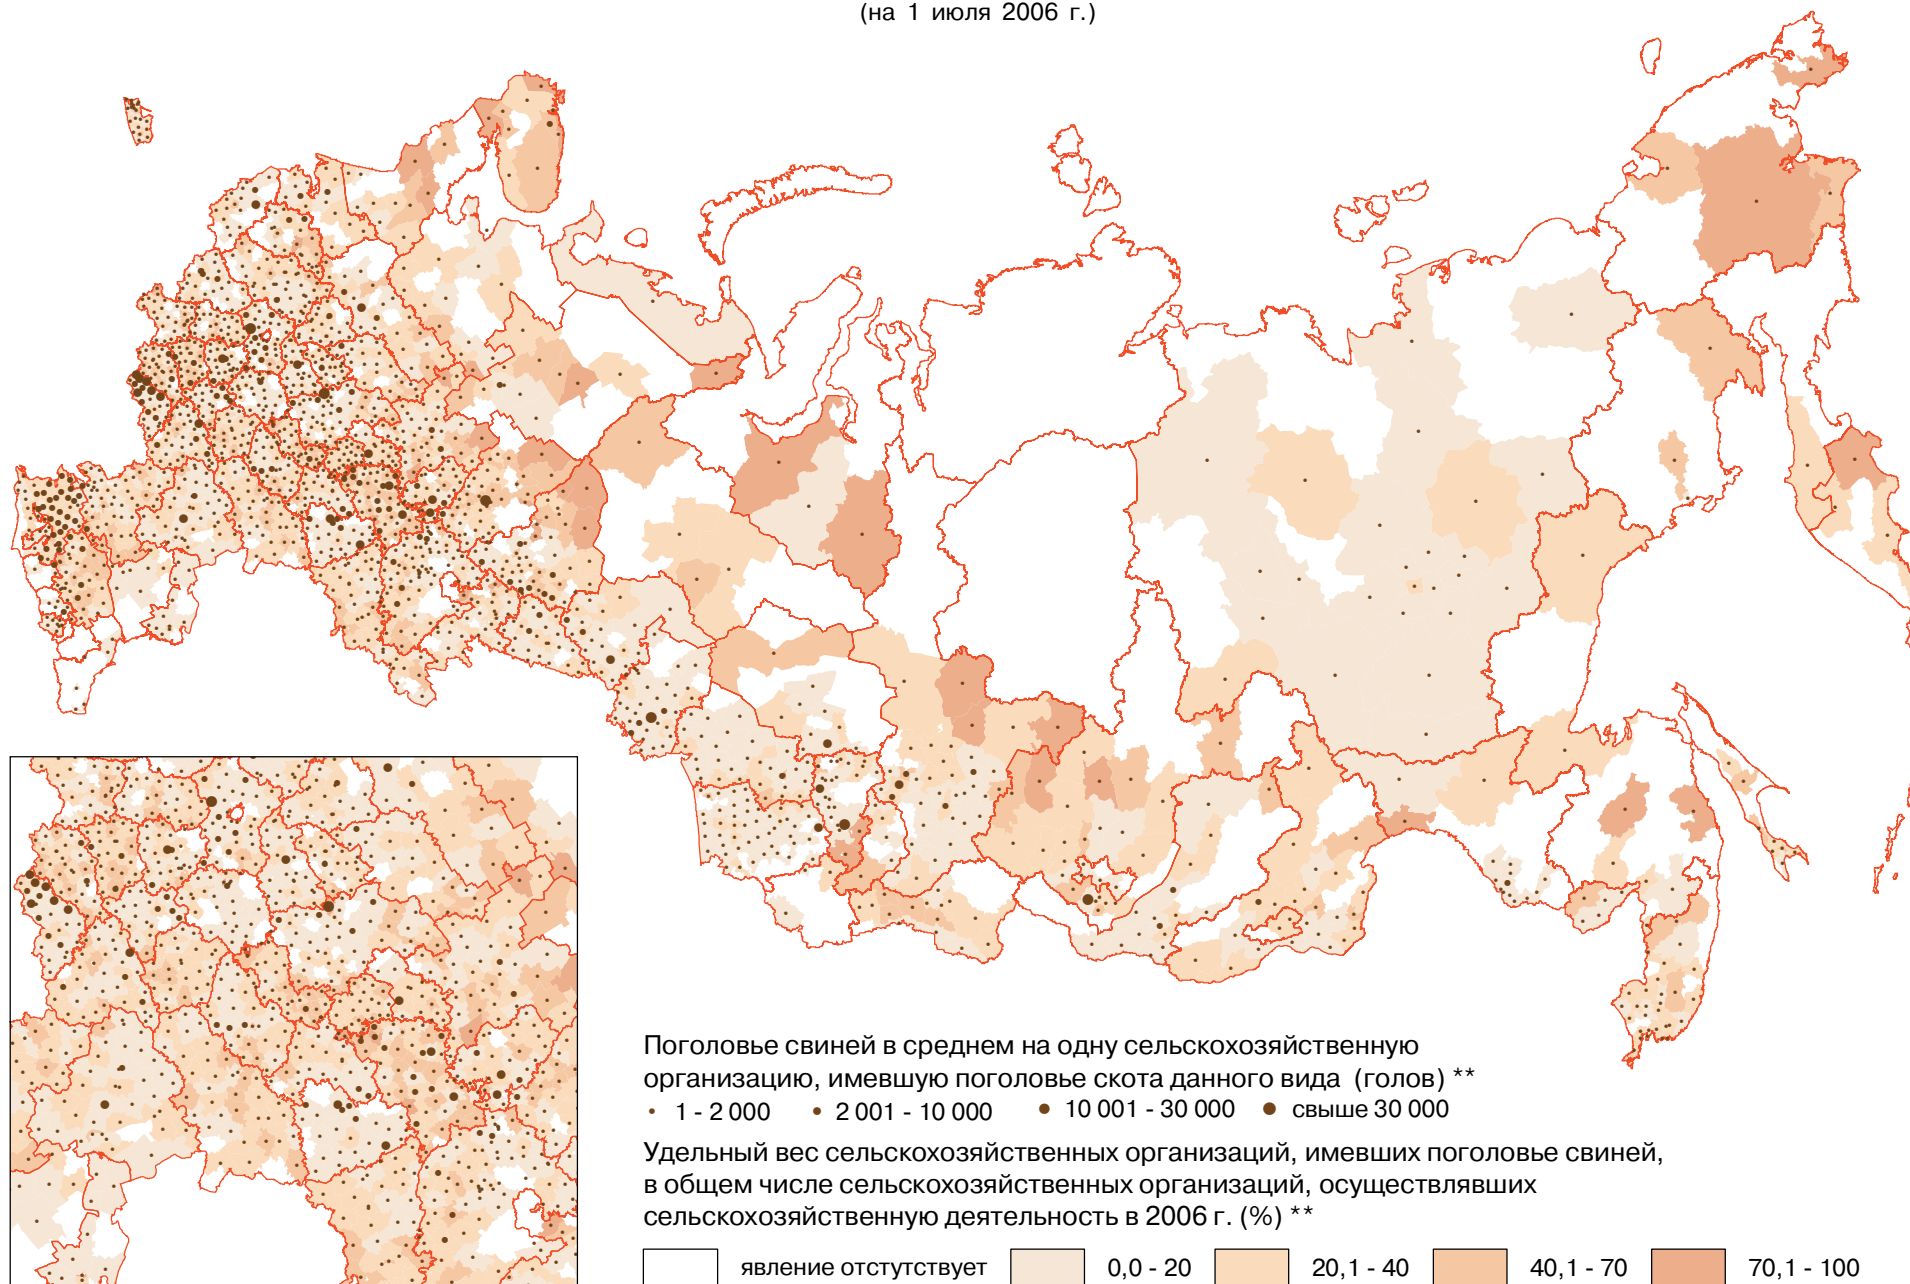 (на 1 июля 2006 г.)
Поголовье свиней в среднем на одну сельскохозяйственную
организацию, имевшую поголовье скота данного вида (голов) **
1 - 2 000 2 001 - 10 000 10 001 - 30 000 свыше 30 000
Удельный вес сельскохозяйственных организаций, имевших поголовье свиней,
в общем числе сельскохозяйственных организаций, осуществлявших
сельскохозяйственную деятельность в 2006 г. (%) **
явление отстутствует 0,0 - 20 20,1 - 40 40,1 - 70 70,1 - 100